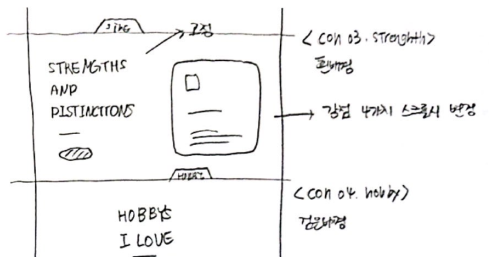 고정
<con 03. strenghth>
흰배경
STRENGTHS
AND
DISTINCTIONS
강점 4가지 스크롤시 변경
HOBBY
<con 04. hobby>
검은배경
HOBBYS
I LOVE